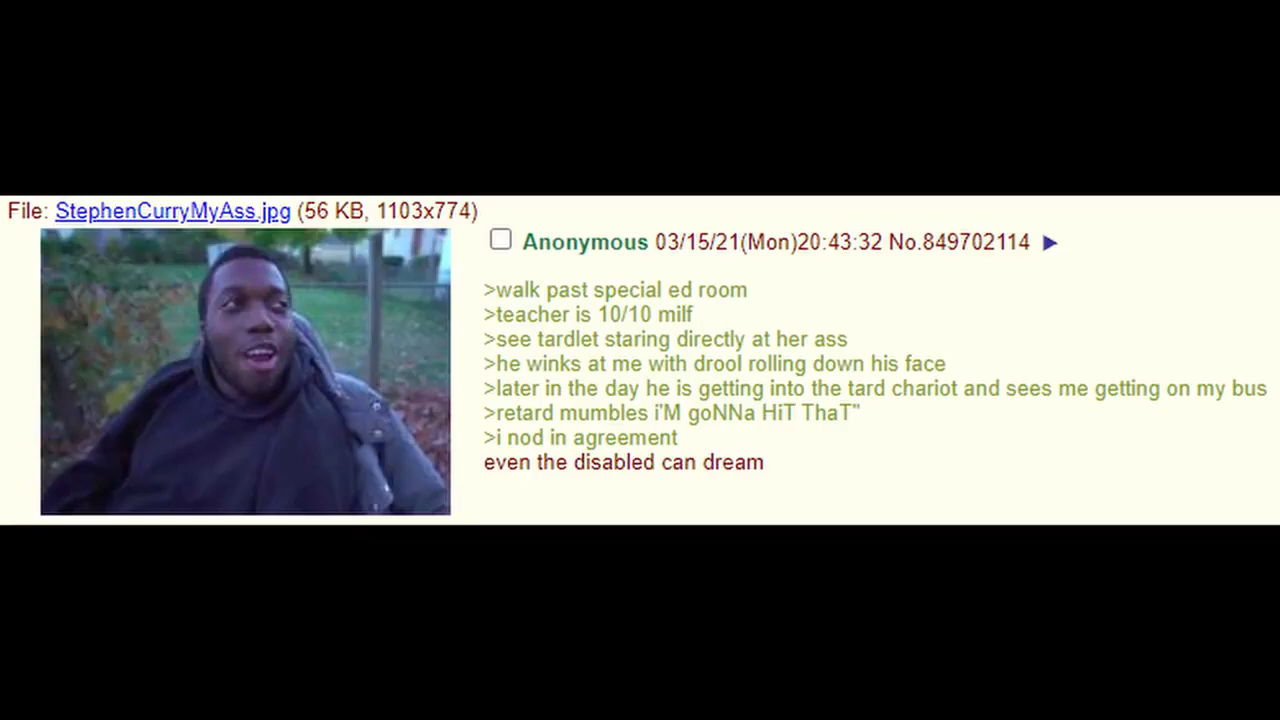 File: StephenCurryMyAss.jpg (56 KB, 1103x774)
Anonymous 03/15/21(Mon)20:43:32 No.849702114 ▶
>walk past special ed room
>teacher is 10/10 milf
>see tardlet staring directly at her ass
>he winks at me with drool rolling down his face
>later in the day he is getting into the tard chariot and sees me getting on my bus
>retard mumbles i'M goNNa HiT ThaT"
>i nod in agreement
even the disabled can dream